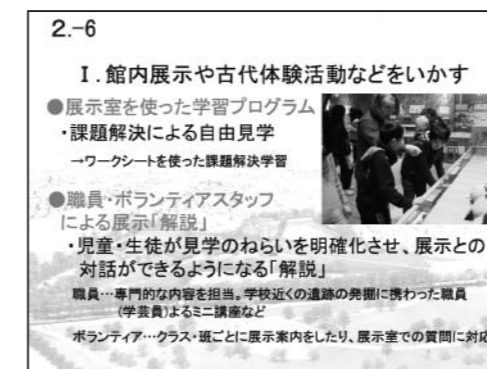 2.-6
Ⅰ．館内展示や古代体験活動などをいかす
●展示室を使った学習プログラム
・課題解決による自由見学
→ワークシートを使った課題解決学習
●職員・ボランティアスタッフ
による展示「解説」
・児童・生徒が見学のねらいを明確化させ、展示との
対話ができるようになる「解説」
職員…専門的な内容を担当。学校近くの遺跡の発掘に携わった職員
(学芸員)よるミニ講座など
ボランティア…クラス・班ごとに展示案内をしたり、展示室での質問に対応